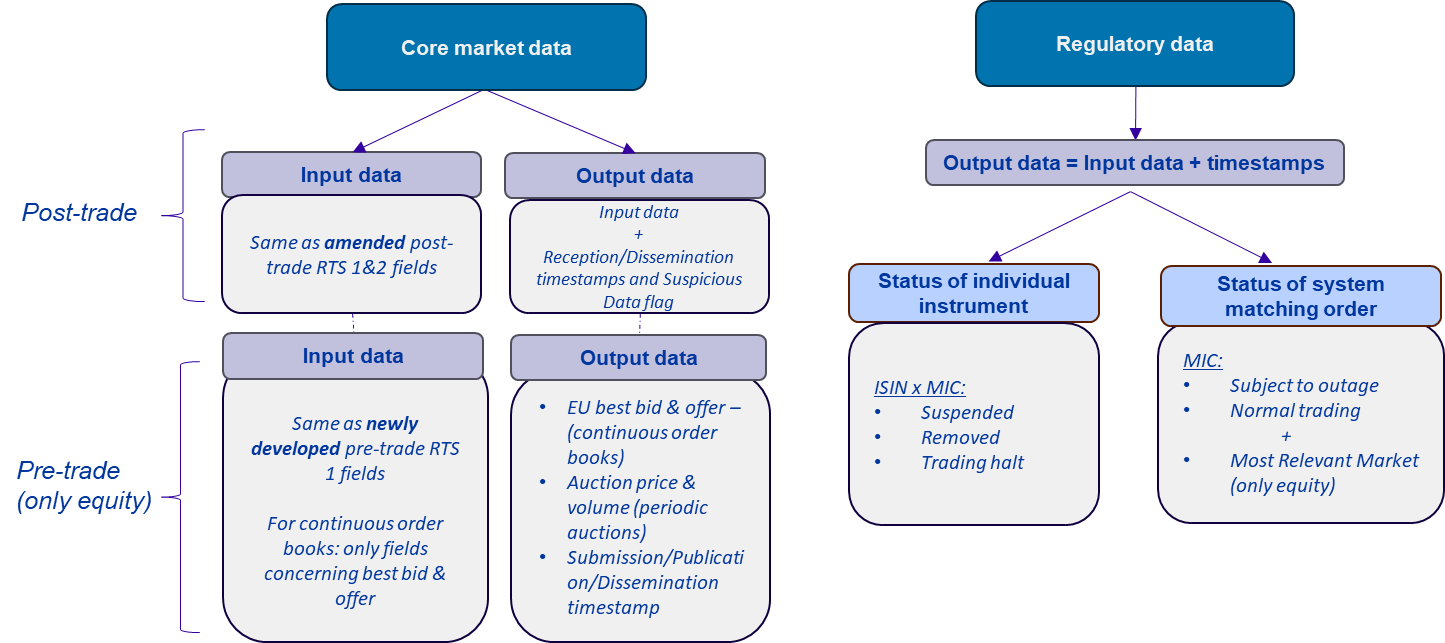 Core market data
Post-trade
Input data
Same as amended post-
trade RTS 1&2 fields
Output data
Input data
+
Reception/Dissemination
timestamps and Suspicious
Data flag
Pre-trade
(only equity)
Input data
Same as newly
developed pre-trade RTS
1 fields
For continuous order
books: only fields
concerning best bid &
offer
Output data
• EU best bid & offer –
(continuous order
books)
• Auction price &
volume (periodic
auctions)
• Submission/Publicati
on/Dissemination
timestamp
Regulatory data
Output data = Input data + timestamps
Status of individual
instrument
ISIN x MIC:
• Suspended
• Removed
• Trading halt
Status of system
matching order
MIC:
• Subject to outage
• Normal trading
+
• Most Relevant Market
(only equity)